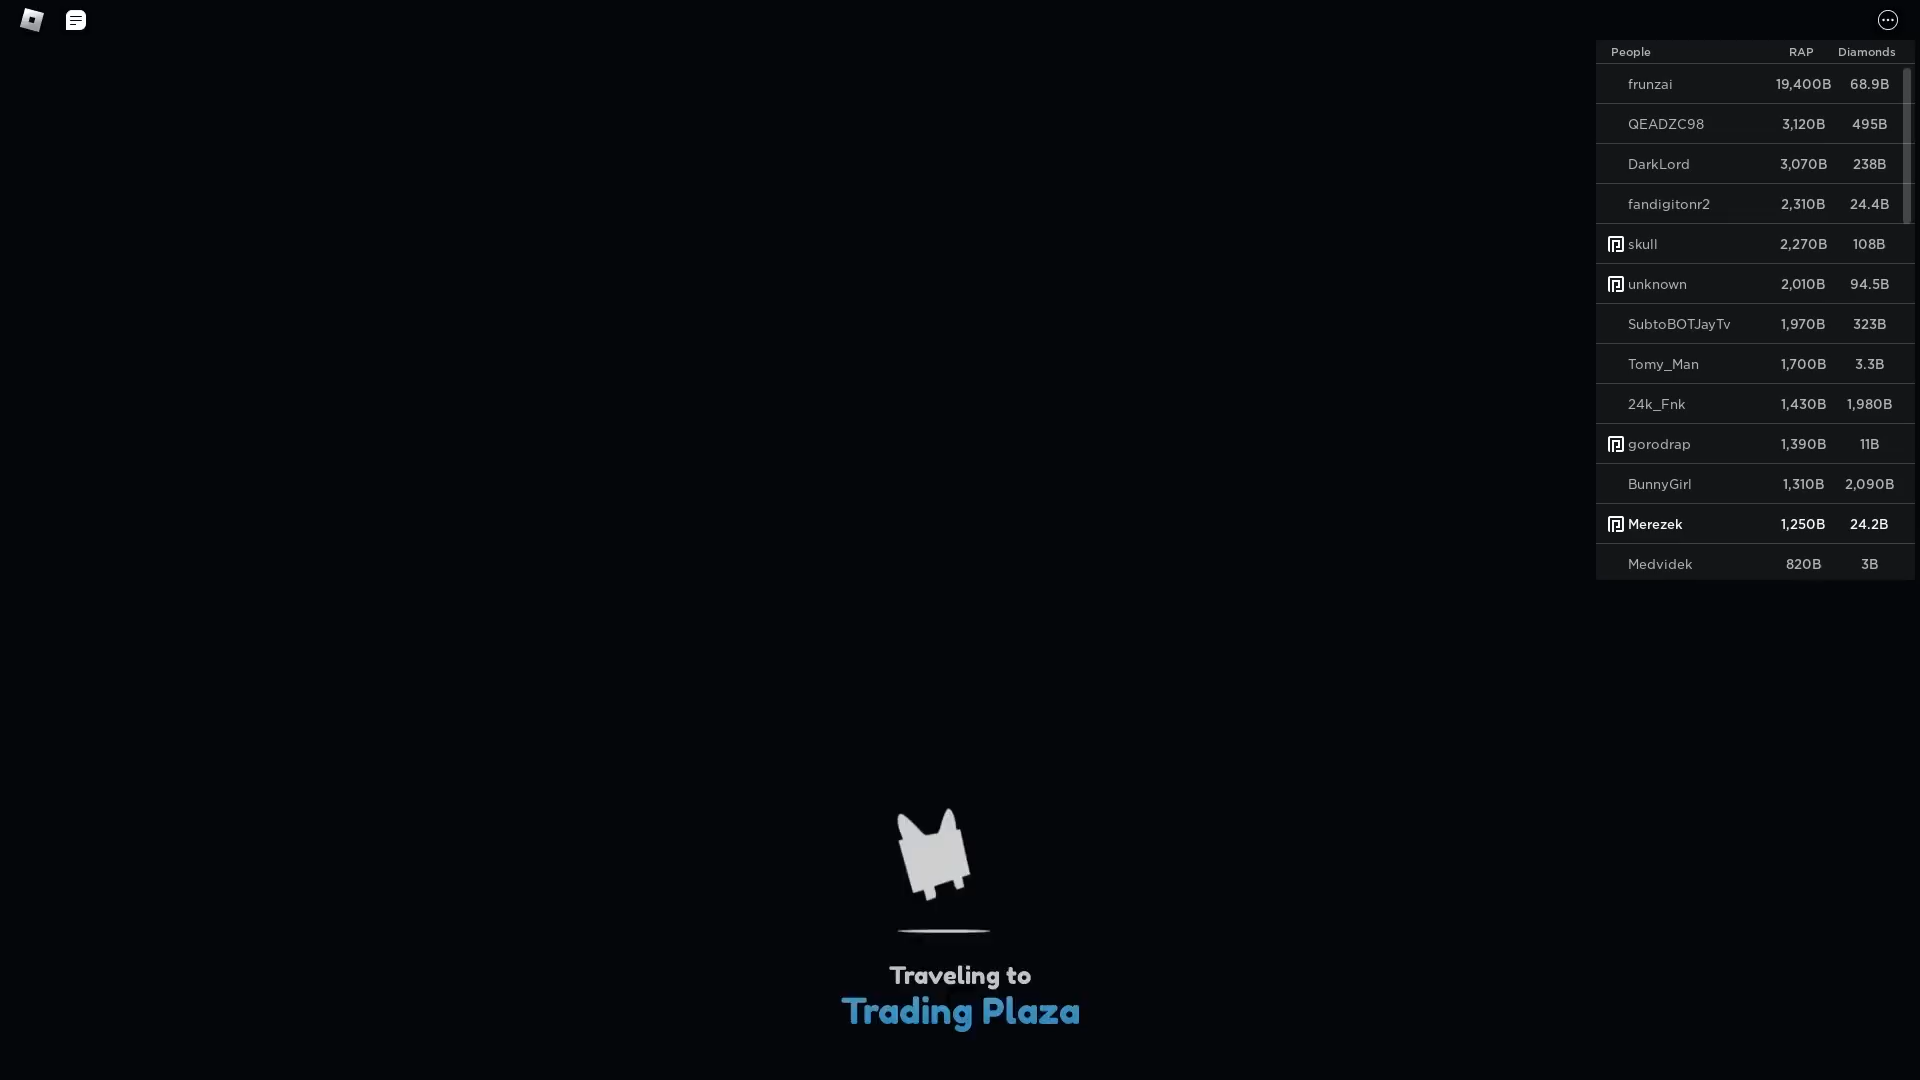 People RAP Diamonds
frunzai 19,400B 68.9B
QEADZC98 3,120B 495B
DarkLord 3,070B 238B
fandigitonr2 2,310B 24.4B
skull 2,270B 108B
unknown 2,010B 94.5B
SubtoBOTJayTv 1,970B 323B
Tomy_Man 1,700B 3.3B
24k_Fnk 1,430B 1,980B
gorodrap 1,390B 11B
BunnyGirl 1,310B 2,090B
Merezek 1,250B 24.2B
Medvidek 820B 3B
Traveling to
Trading Plaza